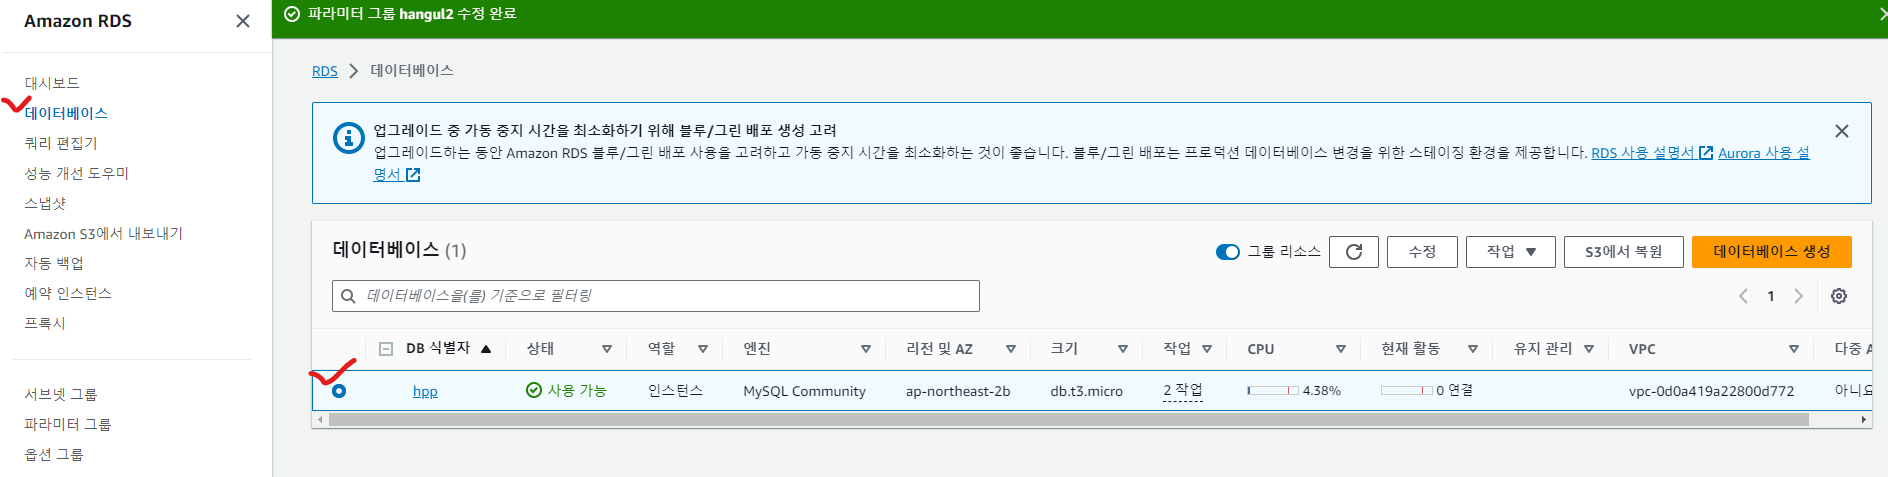 Amazon RDS
대시보드
데이터베이스
쿼리 편집기
성능 개선 도우미
스냅샷
Amazon S3에서 내보내기
자동 백업
예약 인스턴스
프록시
서브넷 그룹
파라미터 그룹
옵션 그룹
파라미터 그룹 hangul2 수정 완료
RDS > 데이터베이스
업그레이드 중 가동 중지 시간을 최소화하기 위해 블루/그린 배포 생성 고려
업그레이드하는 동안 Amazon RDS 블루/그린 배포 사용을 고려하고 가동 중지 시간을 최소화하는 것이 좋습니다. 블루/그린 배포는 프로덕션 데이터베이스 변경을 위한 스테이징 환경을 제공합니다. RDS 사용 설명서 Aurora 사용 설
명서
데이터베이스 (1) 그룹 리소스 수정 작업 S3에서 복원 데이터베이스 생성
데이터베이스을(를) 기준으로 필터링 1
DB 식별자 상태 역할 엔진 리전 및 AZ 크기 작업 CPU 현재 활동 유지 관리 VPC 다중 A
hpp 사용 가능 인스턴스 MySQL Community ap-northeast-2b db.t3.micro 2 작업 4.38% 0 연결 vpc-0d0a419a22800d772 아니요